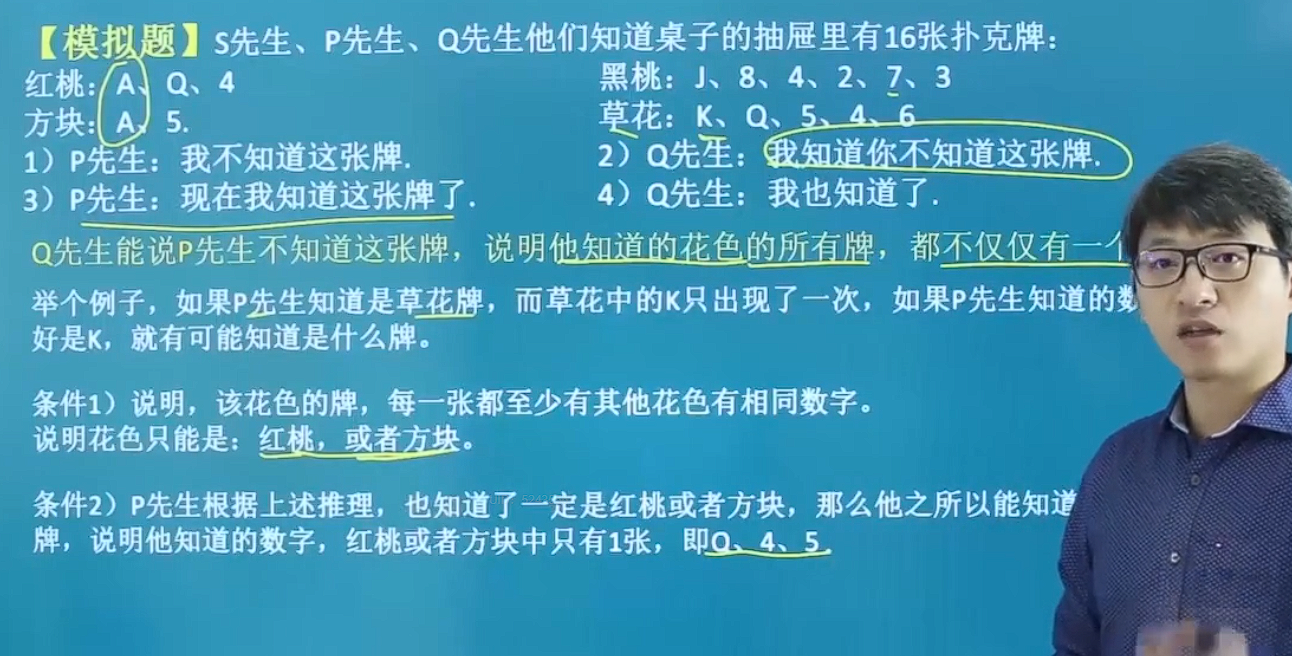 【模拟题】S先生、P先生、Q先生他们知道桌子的抽屉里有16张扑克牌：
红桃：A、Q、4 黑桃：J、8、4、2、7、3
方块：A、5. 草花：K、Q、5、4、6
1）P先生：我不知道这张牌. 2）Q先生：我知道你不知道这张牌.
3）P先生：现在我知道这张牌了. 4）Q先生：我也知道了.
Q先生能说P先生不知道这张牌，说明他知道的花色的所有牌，都不仅仅有一个
举个例子，如果P先生知道是草花牌，而草花中的K只出现了一次，如果P先生知道的数
好是K，就有可能知道是什么牌。
条件1）说明，该花色的牌，每一张都至少有其他花色有相同数字。
说明花色只能是：红桃，或者方块。
条件2）P先生根据上述推理，也知道了一定是红桃或者方块，那么他之所以能知道
牌，说明他知道的数字，红桃或者方块中只有1张，即Q、4、5.